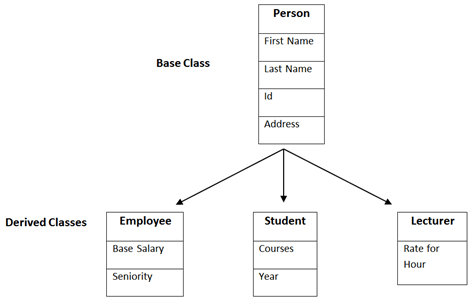 Person
First Name
Base Class
Last Name
Id
Address
Derived Classes
Employee
Student
Lecturer
Base Salary
Courses
Rate for
Hour
Seniority
Year